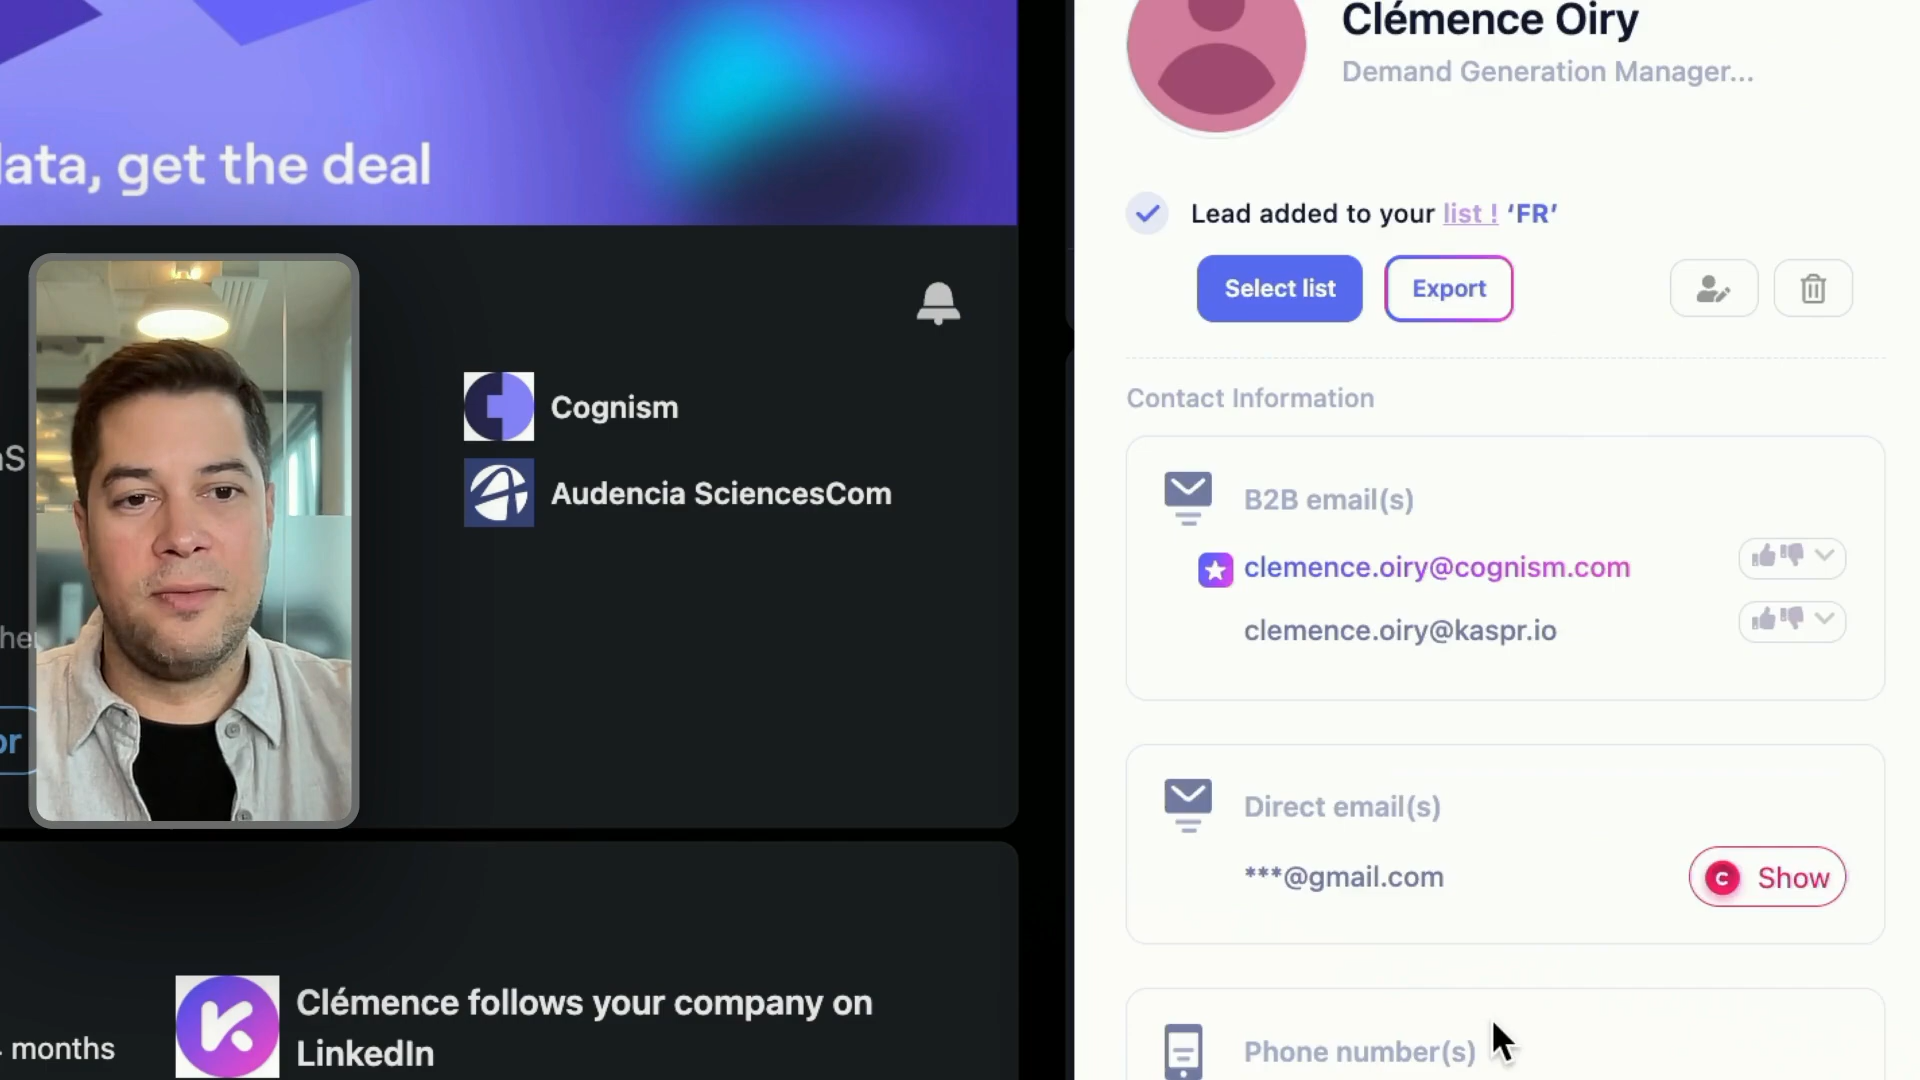 data, get the deal
Cognism
Audencia SciencesCom
months
Clémence follows your company on
LinkedIn
Clémence Oiry
Demand Generation Manager...
Lead added to your list ! ‘FR’
Select list
Export
Contact Information
B2B email(s)
clemence.oiry@cognism.com
clemence.oiry@kaspr.io
Direct email(s)
***@gmail.com
C Show
Phone number(s)